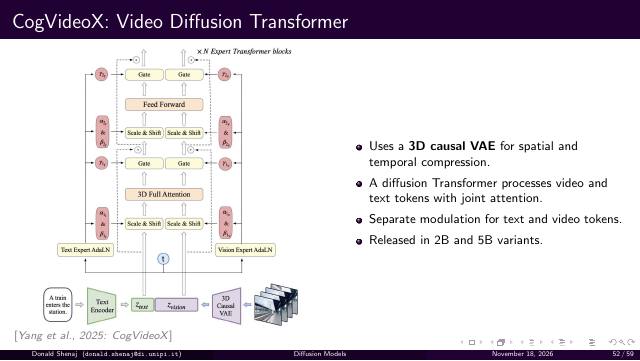 CogVideoX: Video Diffusion Transformer
× N Expert Transformer blocks
Gate Gate
Feed Forward
Scale & Shift Scale & Shift
Gate Gate
3D Full Attention
Scale & Shift Scale & Shift
Text Expert AdaLN
t
Vision Expert AdaLN
A train
enters the
station.
Text
Encoder
z_text
z_vision
3D
Causal
VAE
Uses a 3D causal VAE for spatial and
temporal compression.
A diffusion Transformer processes video and
text tokens with joint attention.
Separate modulation for text and video tokens.
Released in 2B and 5B variants.
[Yang et al., 2025: CogVideoX]
Donald Shenaj (donald.shenaj@di.unipi.it) Diffusion Models November 18, 2026 52 / 59